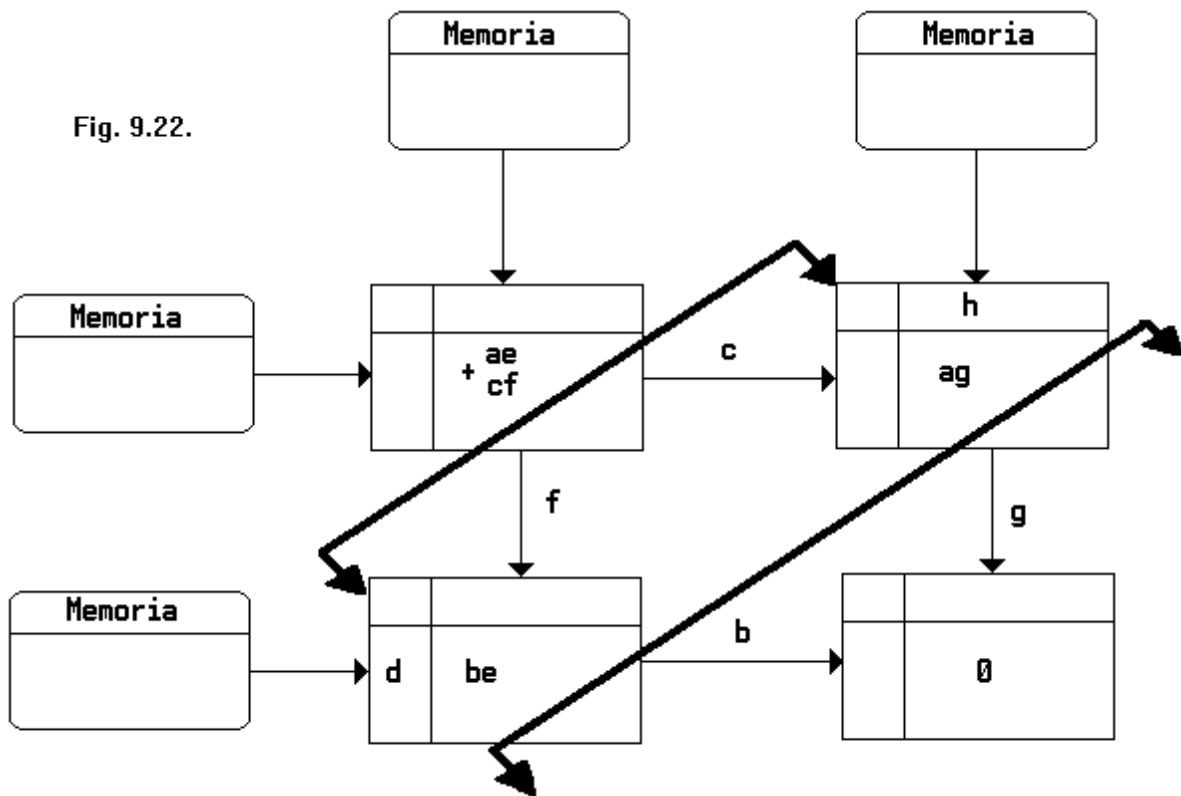 Memoria
Memoria
Fig. 9.22.
Memoria
h
+ ae
cf
c
ag
f
g
Memoria
b
d
be
0